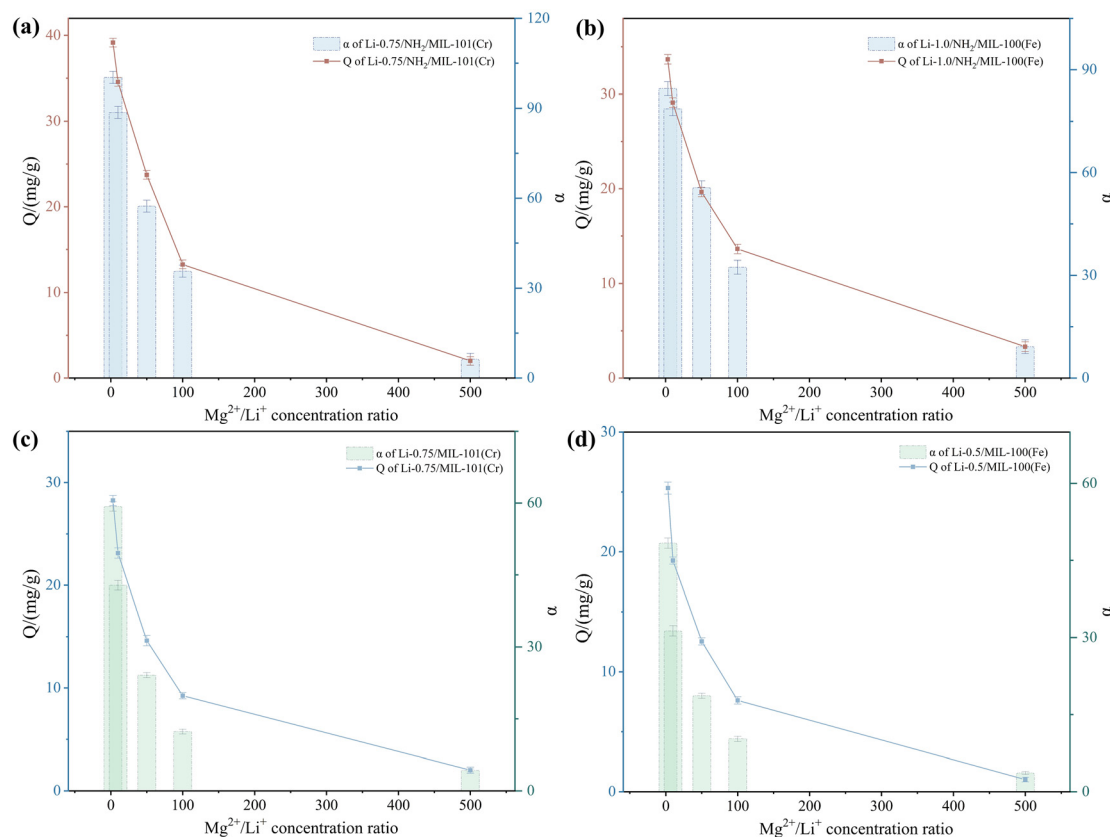 (a)
α of Li-0.75/NH₂/MIL-101(Cr)
Q of Li-0.75/NH₂/MIL-101(Cr)
Q/(mg/g)
40
30
20
10
0
α
120
90
60
30
0
0 100 200 300 400 500
Mg²⁺/Li⁺ concentration ratio
(b)
α of Li-1.0/NH₂/MIL-100(Fe)
Q of Li-1.0/NH₂/MIL-100(Fe)
Q/(mg/g)
30
20
10
0
α
90
60
30
0
0 100 200 300 400 500
Mg²⁺/Li⁺ concentration ratio
(c)
α of Li-0.75/MIL-101(Cr)
Q of Li-0.75/MIL-101(Cr)
Q/(mg/g)
30
20
10
0
α
60
30
0
0 100 200 300 400 500
Mg²⁺/Li⁺ concentration ratio
(d)
α of Li-0.5/MIL-100(Fe)
Q of Li-0.5/MIL-100(Fe)
Q/(mg/g)
30
20
10
0
α
60
30
0
0 100 200 300 400 500
Mg²⁺/Li⁺ concentration ratio